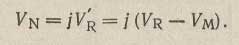 V_N = jV′_R = j (V_R − V_M).